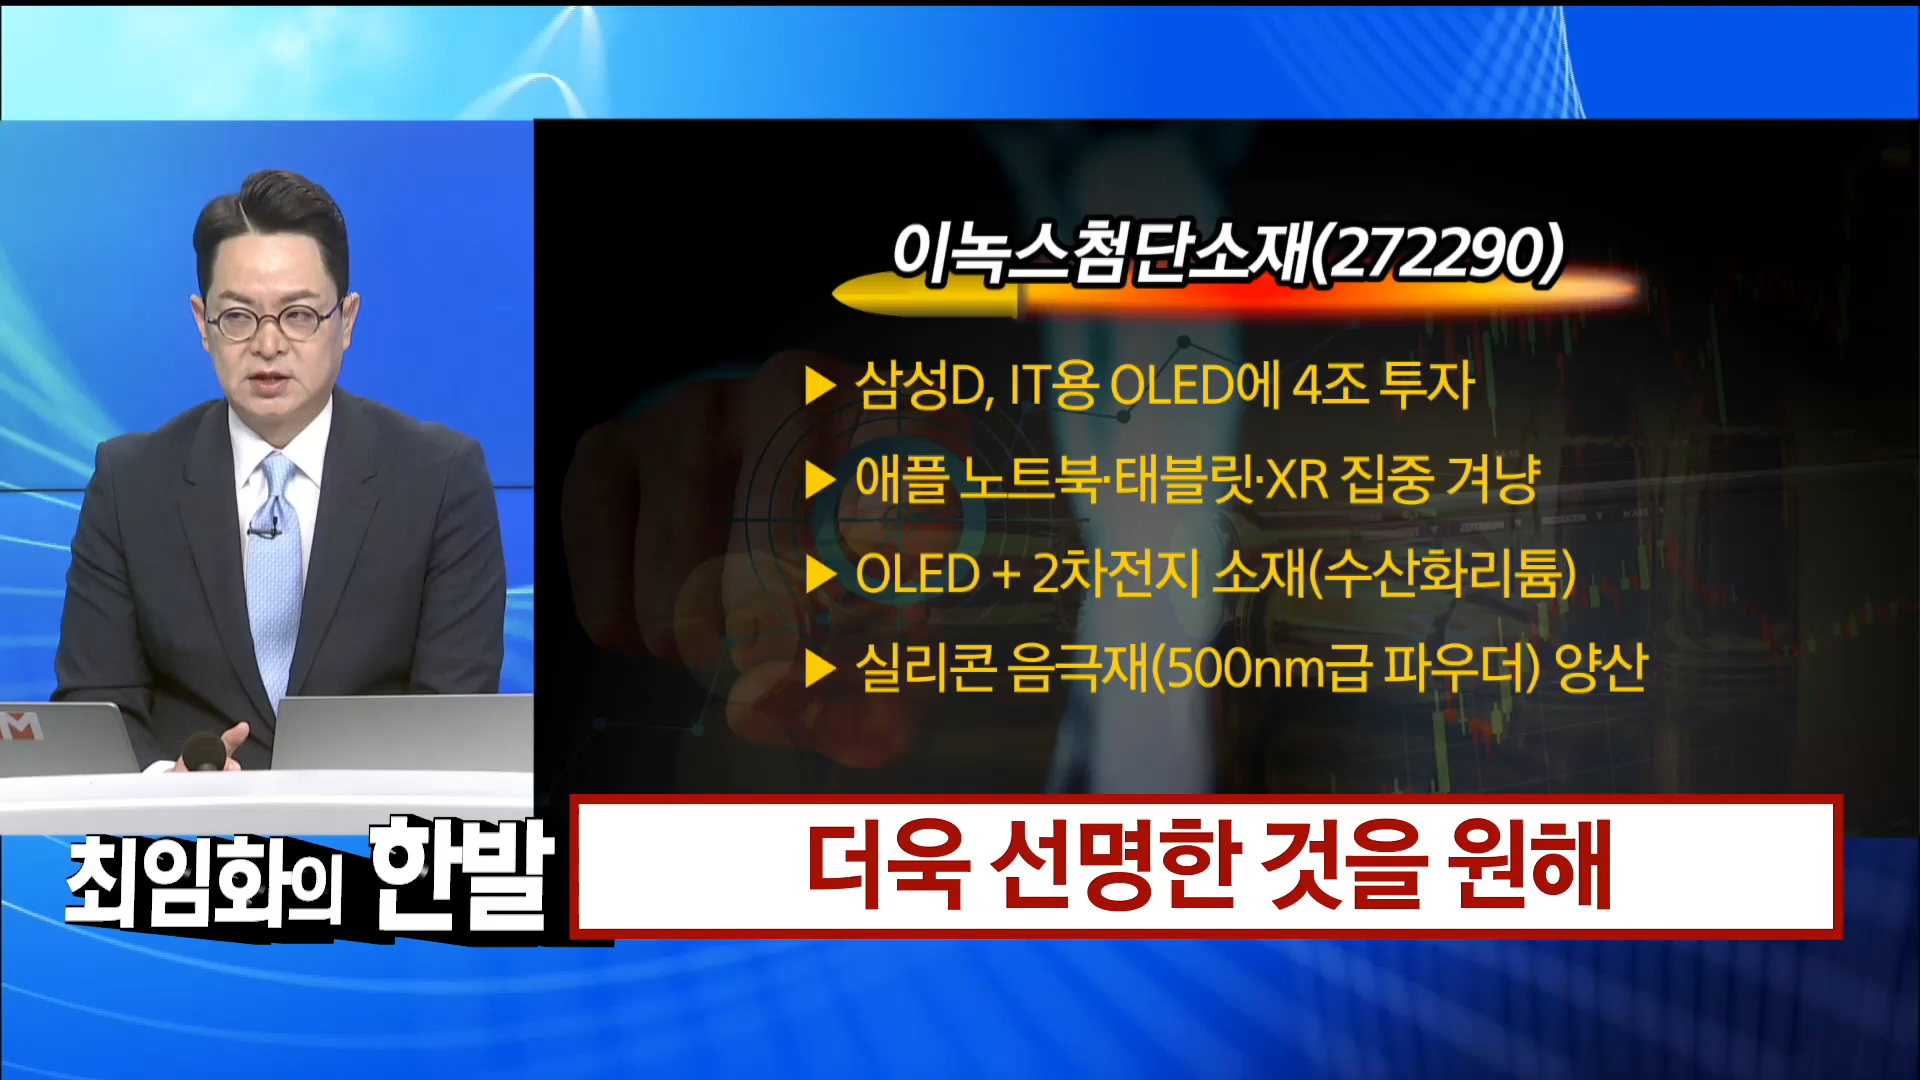 이녹스첨단소재(272290)
▶ 삼성D, IT용 OLED에 4조 투자
▶ 애플 노트북·태블릿·XR 집중 겨냥
▶ OLED + 2차전지 소재(수산화리튬)
▶ 실리콘 음극재(500nm급 파우더) 양산
최임화의 한발
더욱 선명한 것을 원해